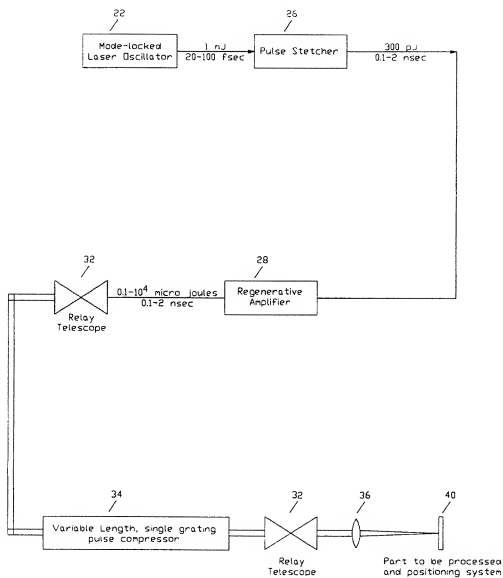 22
26
Mode-locked
Laser Oscillator
1 nJ
20-100 fsec
Pulse Stetcher
300 pJ
0.1-2 nsec
32
28
0.1-10⁴ micro joules
0.1-2 nsec
Regenerative
Amplifier
Relay
Telescope
34
32
36
40
Variable Length, single grating
pulse compressor
Relay
Telescope
Part to be processed
and positioning system